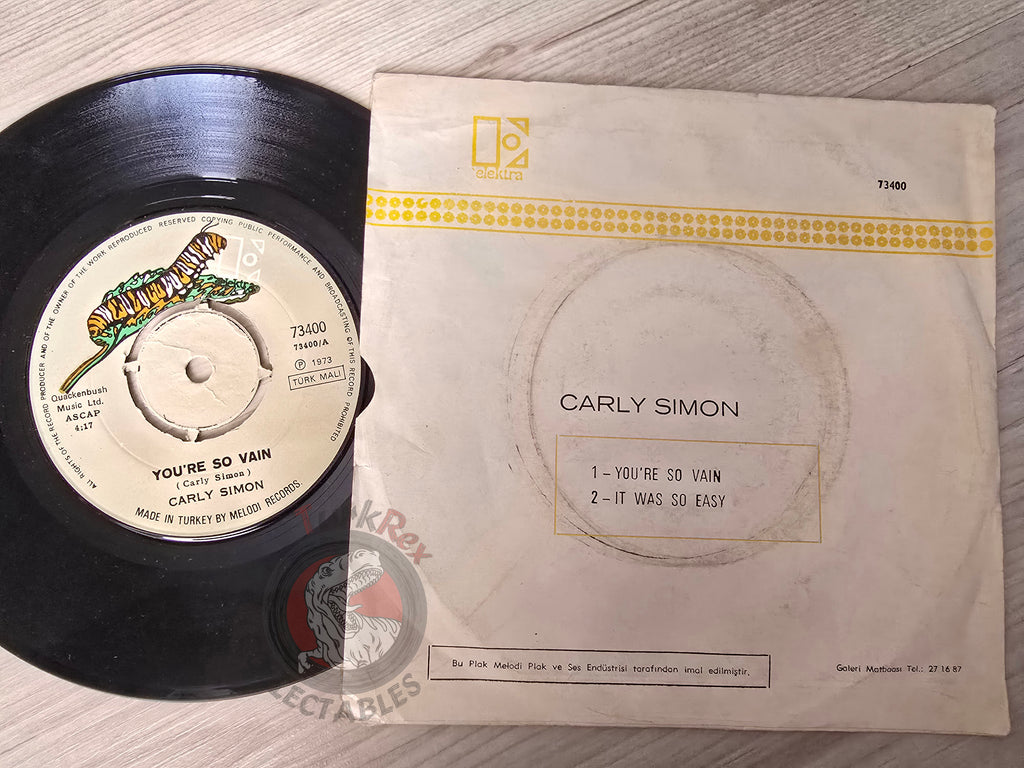 ALL RIGHTS OF THE RECORD PRODUCER AND OF THE OWNER OF THE WORK REPRODUCED RESERVED COPYING PUBLIC PERFORMANCE AND BROADCASTING OF THIS RECORD PROHIBITED
elektra
73400
73400/A
Ⓟ 1973
TÜRK MALI
Quackenbush
Music Ltd.
ASCAP
4:17
YOU'RE SO VAIN
(Carly Simon)
CARLY SIMON
MADE IN TURKEY BY MELODI RECORDS
elektra
73400
CARLY SIMON
1 – YOU'RE SO VAIN
2 – IT WAS SO EASY
Bu Plak Melodi Plak ve Ses Endüstrisi tarafından imal edilmiştir.
Galeri Matbaası Tel.: 27 16 87
TurkRex
LECTABLES